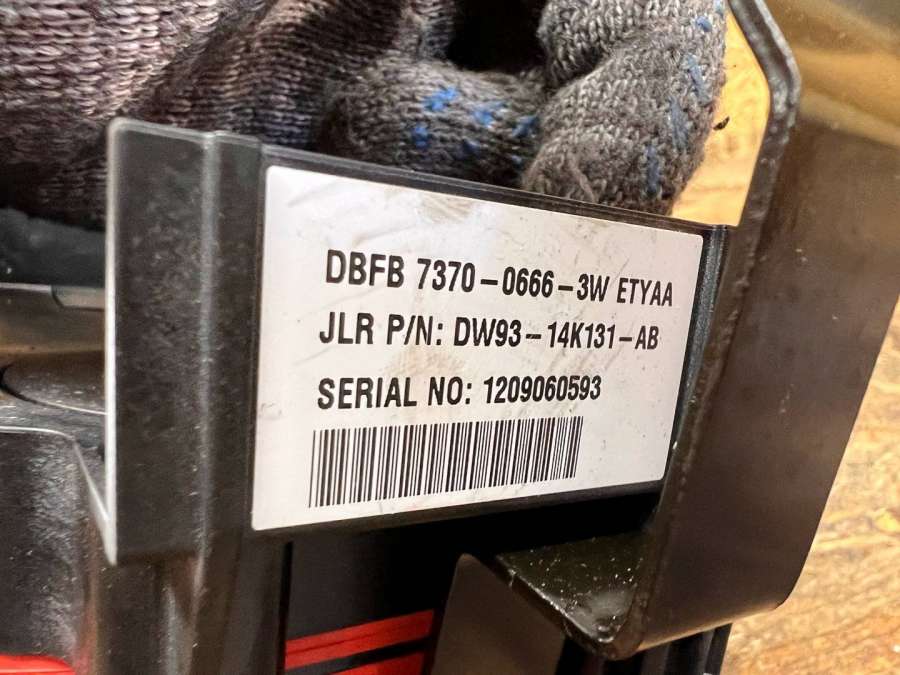 DBFB 7370-0666-3W ETYAA
JLR P/N: DW93-14K131-AB
SERIAL NO: 1209060593